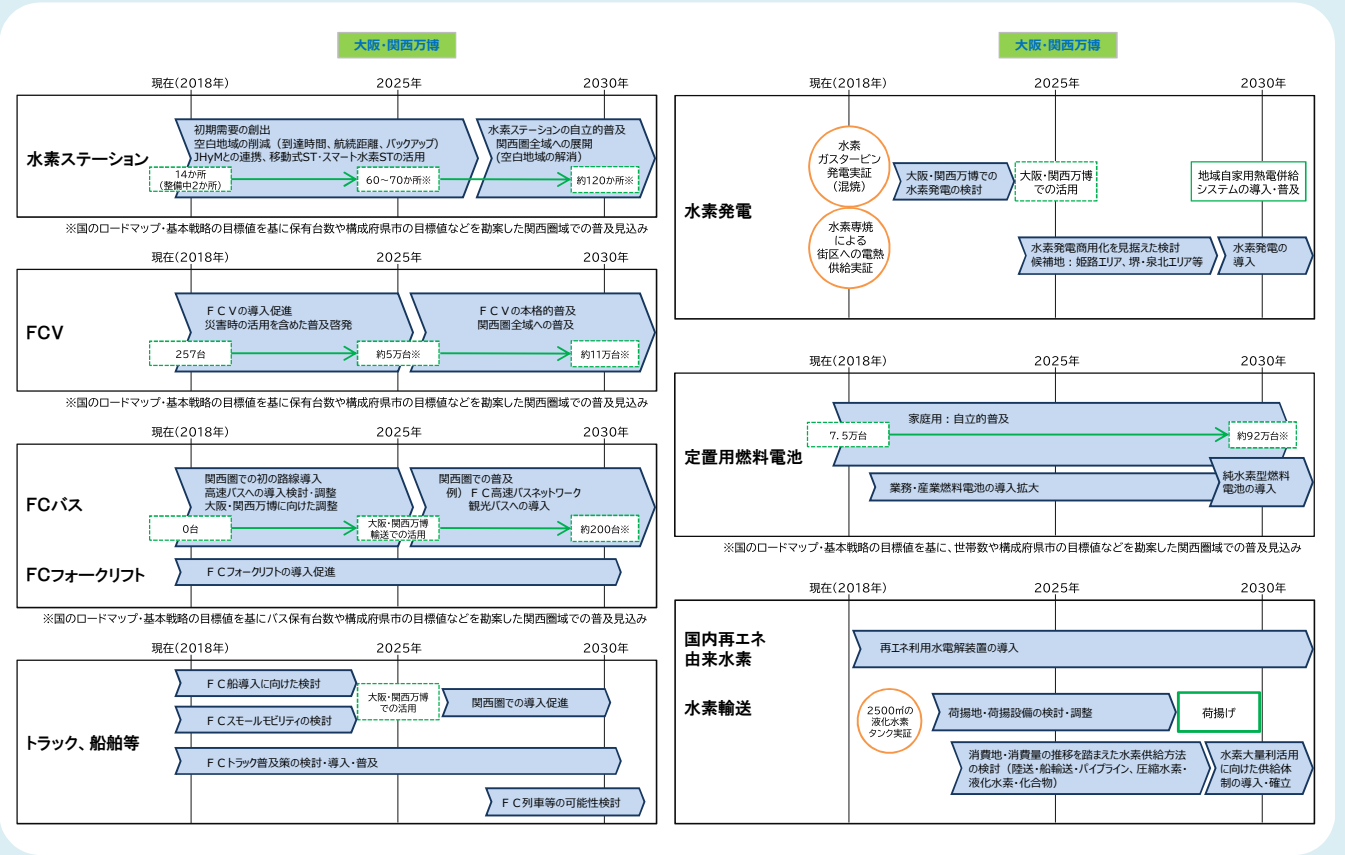 大阪・関西万博
現在(2018年)
2025年
2030年
水素ステーション
初期需要の創出
空白地域の削減（到達時間、航続距離、バックアップ）
JHyMとの連携、移動式ST・スマート水素STの活用
水素ステーションの自立的普及
関西圏全域への展開
(空白地域の解消)
14か所
(整備中2か所)
60～70か所※
約120か所※
※国のロードマップ・基本戦略の目標値を基に保有台数や構成府県市の目標値などを勘案した関西圏域での普及見込み
現在(2018年)
2025年
2030年
FCV
ＦＣＶの導入促進
災害時の活用を含めた普及啓発
ＦＣＶの本格的普及
関西圏全域への普及
257台
約5万台※
約11万台※
※国のロードマップ・基本戦略の目標値を基に保有台数や構成府県市の目標値などを勘案した関西圏域での普及見込み
現在(2018年)
2025年
2030年
FCバス
関西圏での初の路線導入
高速バスへの導入検討・調整
大阪・関西万博に向けた調整
関西圏での普及
例）ＦＣ高速バスネットワーク
観光バスへの導入
0台
大阪・関西万博
輸送での活用
約200台※
FCフォークリフト
ＦＣフォークリフトの導入促進
※国のロードマップ・基本戦略の目標値を基にバス保有台数や構成府県市の目標値などを勘案した関西圏域での普及見込み
現在(2018年)
2025年
2030年
トラック、船舶等
ＦＣ船導入に向けた検討
ＦＣスモールモビリティの検討
大阪・関西万博
での活用
関西圏での導入促進
ＦＣトラック普及策の検討・導入・普及
ＦＣ列車等の可能性検討
大阪・関西万博
現在(2018年)
2025年
2030年
水素発電
水素
ガスタービン
発電実証
(混焼)
水素専焼
による
街区への電熱
供給実証
大阪・関西万博での
水素発電の検討
大阪・関西万博
での活用
地域自家用熱電併給
システムの導入・普及
水素発電商用化を見据えた検討
候補地：姫路エリア、堺・泉北エリア等
水素発電の
導入
現在(2018年)
2025年
2030年
定置用燃料電池
家庭用：自立的普及
7.5万台
約92万台※
業務・産業燃料電池の導入拡大
純水素型燃料
電池の導入
※国のロードマップ・基本戦略の目標値を基に、世帯数や構成府県市の目標値などを勘案した関西圏域での普及見込み
現在(2018年)
2025年
2030年
国内再エネ
由来水素
再エネ利用水電解装置の導入
水素輸送
2500㎥の
液化水素
タンク実証
荷揚地・荷揚設備の検討・調整
荷揚げ
消費地・消費量の推移を踏まえた水素供給方法
の検討（陸送・船輸送・パイプライン、圧縮水素・
液化水素・化合物）
水素大量利活用
に向けた供給体
制の導入・確立